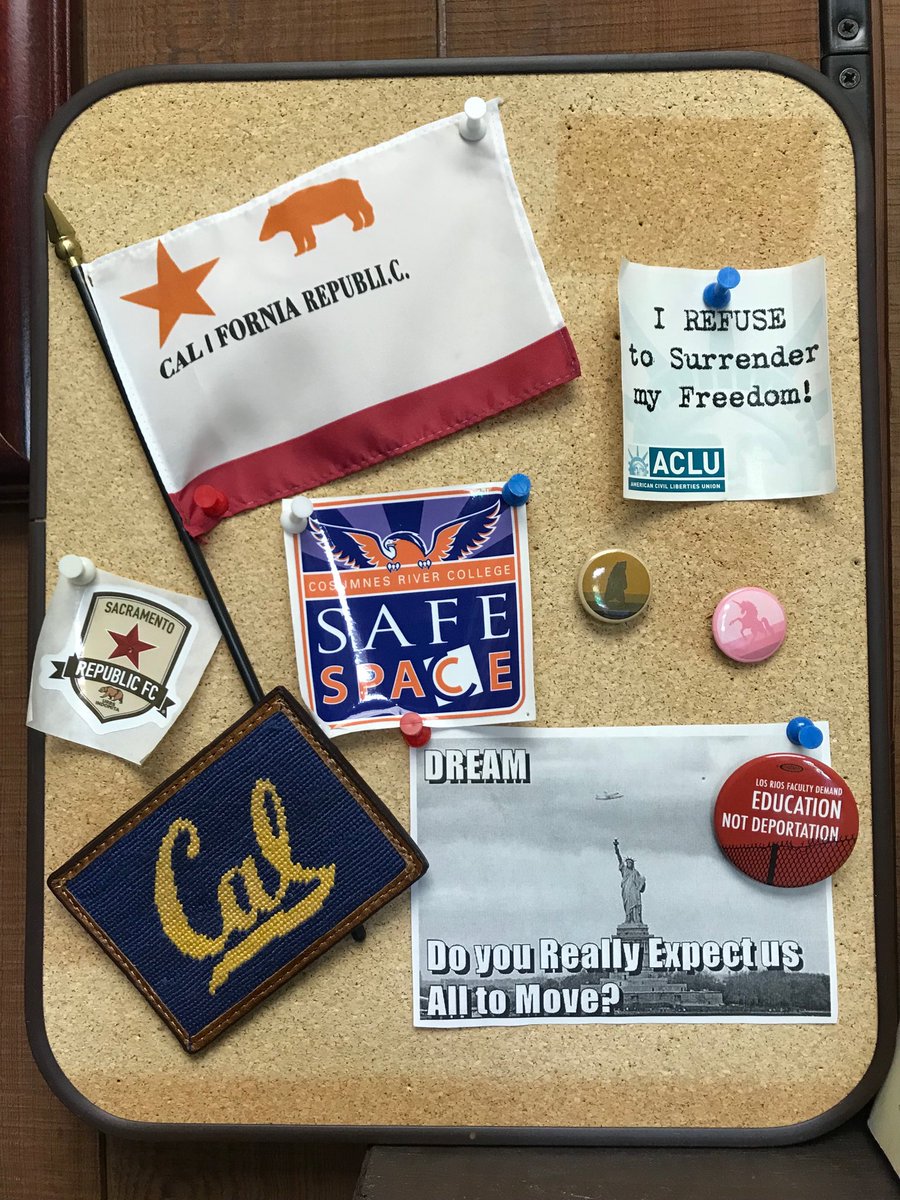 CAL I FORNIA REPUBLI.C.
I REFUSE
to Surrender
my Freedom!
ACLU
AMERICAN CIVIL LIBERTIES UNION
COSUMNES RIVER COLLEGE
SAFE
SPACE
SACRAMENTO
REPUBLIC FC
Cal
DREAM
Do you Really Expect us
All to Move?
LOS RIOS FACULTY DEMAND
EDUCATION
NOT DEPORTATION